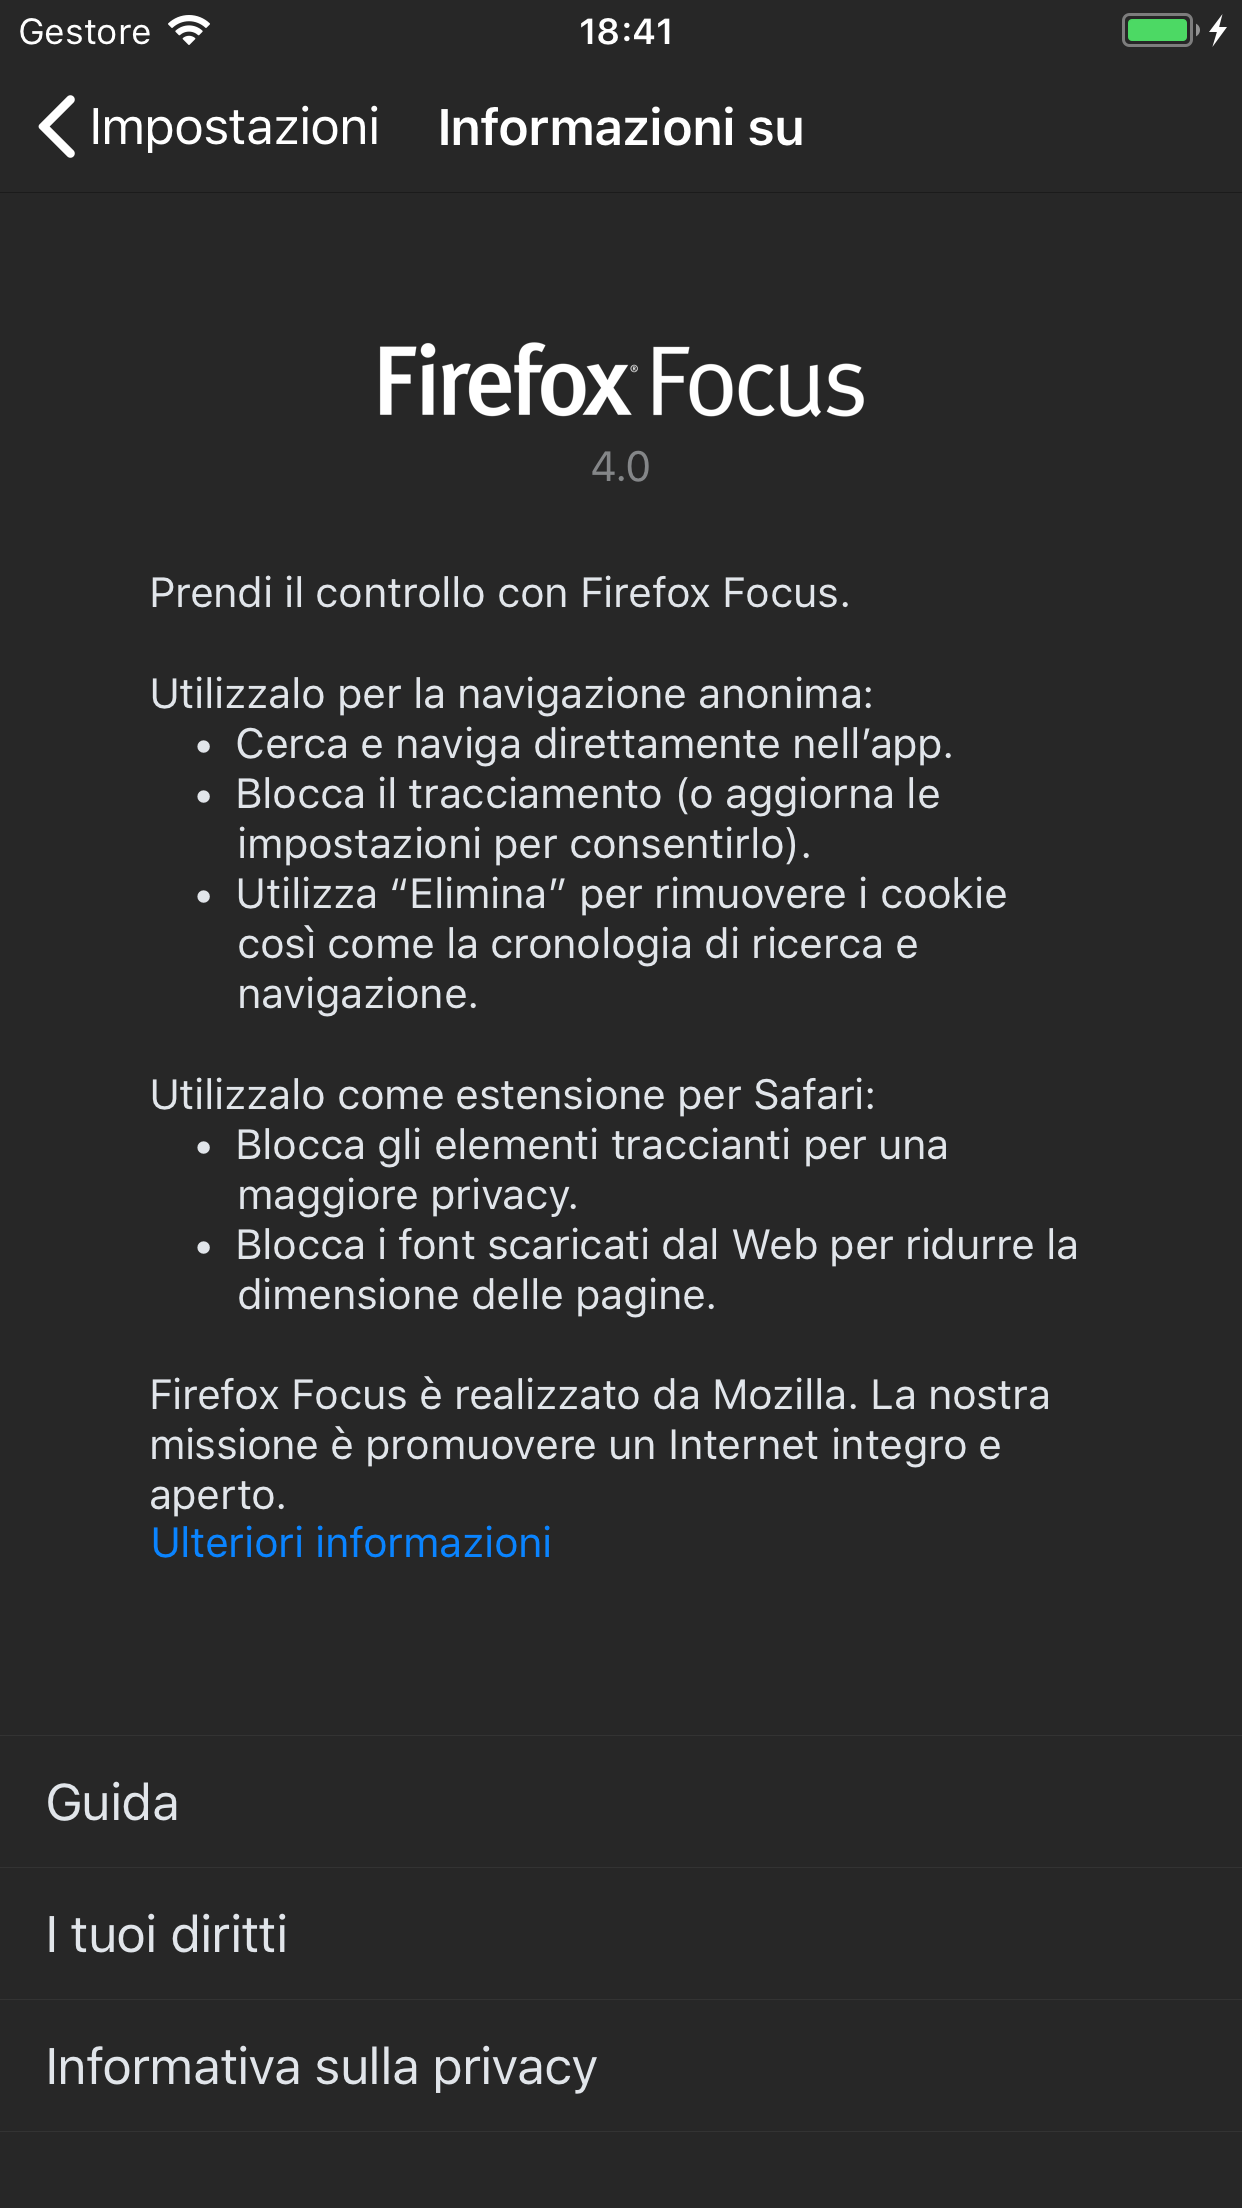 Gestore 18:41
Impostazioni Informazioni su
Firefox® Focus
4.0
Prendi il controllo con Firefox Focus.
Utilizzalo per la navigazione anonima:
• Cerca e naviga direttamente nell’app.
• Blocca il tracciamento (o aggiorna le
impostazioni per consentirlo).
• Utilizza “Elimina” per rimuovere i cookie
così come la cronologia di ricerca e
navigazione.
Utilizzalo come estensione per Safari:
• Blocca gli elementi traccianti per una
maggiore privacy.
• Blocca i font scaricati dal Web per ridurre la
dimensione delle pagine.
Firefox Focus è realizzato da Mozilla. La nostra
missione è promuovere un Internet integro e
aperto.
Ulteriori informazioni
Guida
I tuoi diritti
Informativa sulla privacy